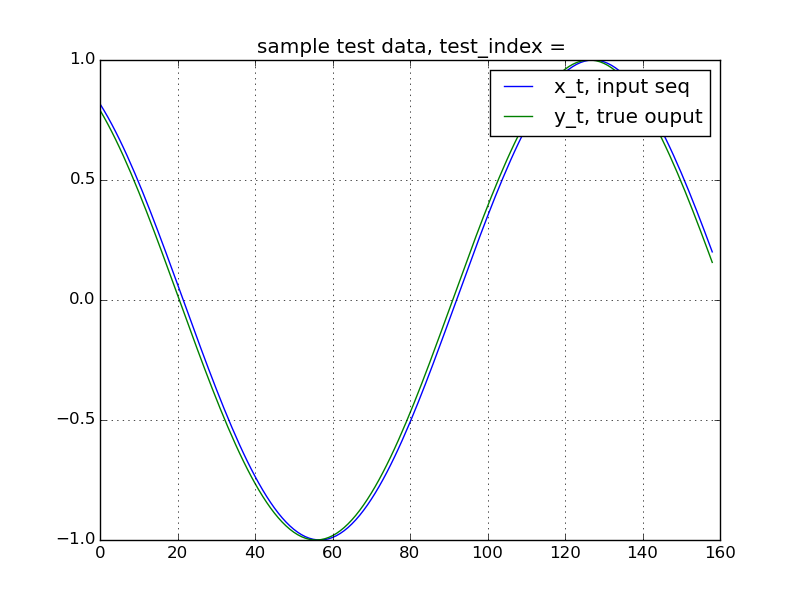 sample test data, test_index =
x_t, input seq
y_t, true ouput
1.0
0.5
0.0
−0.5
−1.0
0 20 40 60 80 100 120 140 160